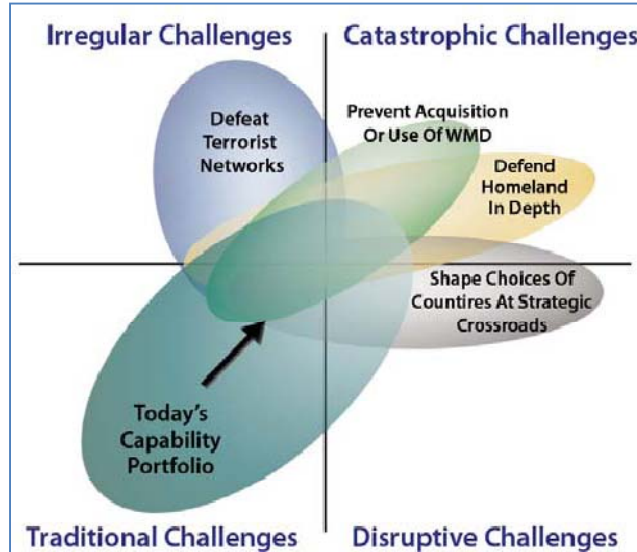 Irregular Challenges
Catastrophic Challenges
Defeat
Terrorist
Networks
Prevent Acquisition
Or Use Of WMD
Defend
Homeland
In Depth
Shape Choices Of
Countires At Strategic
Crossroads
Today's
Capability
Portfolio
Traditional Challenges
Disruptive Challenges